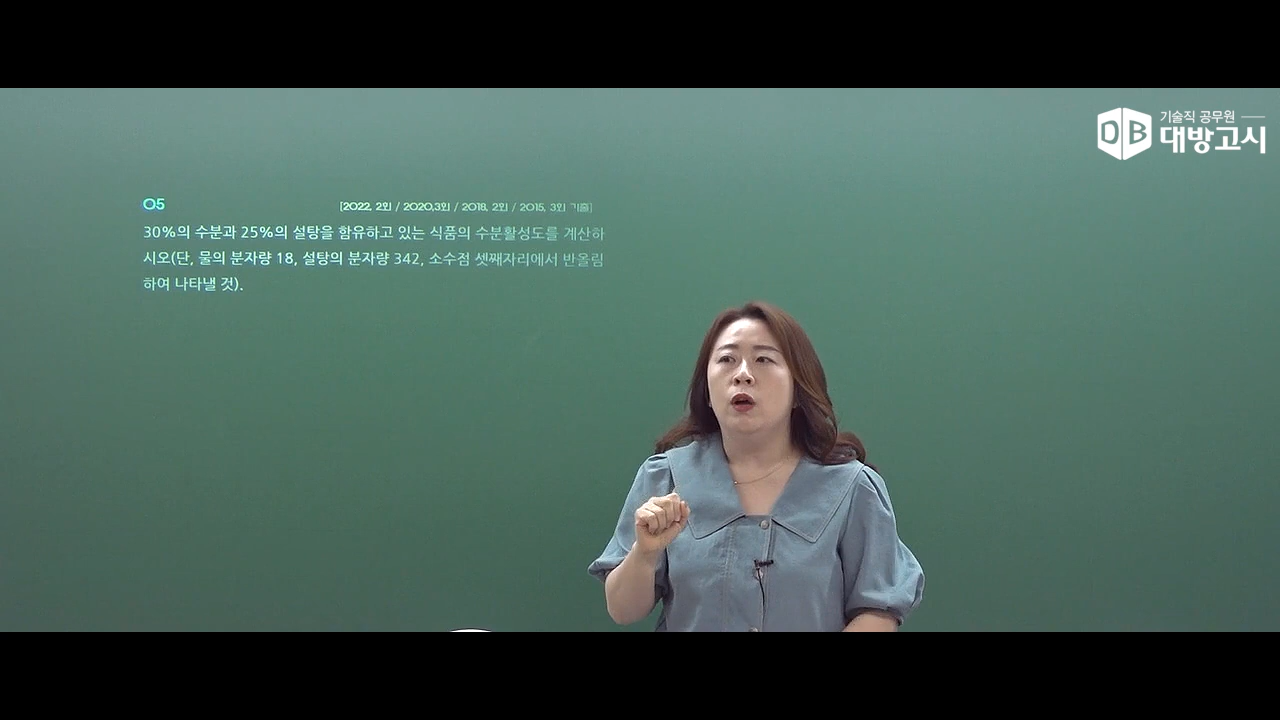 기술직 공무원
DB 대방고시
05 [2022, 2회 / 2020,3회 / 2018, 2회 / 2015, 3회 기출]
30%의 수분과 25%의 설탕을 함유하고 있는 식품의 수분활성도를 계산하
시오(단, 물의 분자량 18, 설탕의 분자량 342, 소수점 셋째자리에서 반올림
하여 나타낼 것).